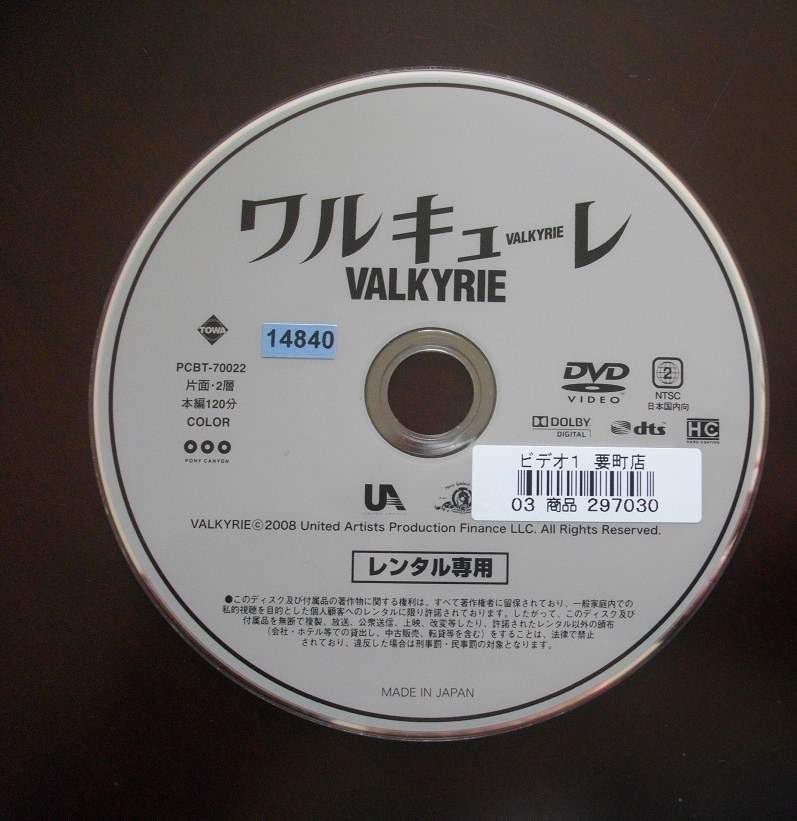 ワルキューレ
VALKYRIE
VALKYRIE
TOWA
14840
PCBT-70022
片面・2層
本編120分
COLOR
PONY CANYON
DVD
VIDEO
2
NTSC
日本国内向
DOLBY
DIGITAL
dts
HC
HARD COATING
ビデオ1 要町店
03 商品 297030
UA
VALKYRIE©2008 United Artists Production Finance LLC. All Rights Reserved.
レンタル専用
●このディスク及び付属品の著作物に関する権利は、すべて著作権者に留保されており、一般家庭内での
私的視聴を目的とした個人顧客へのレンタルに限り許諾されております。したがって、このディスク及び
付属品を無断で複製、放送、公衆送信、上映、改変等したり、許諾されたレンタル以外の頒布
(会社・ホテル等での貸出し、中古販売、転貸等を含む)をすることは、法律で禁止
されており、違反した場合は刑事罰・民事罰の対象となります。
MADE IN JAPAN